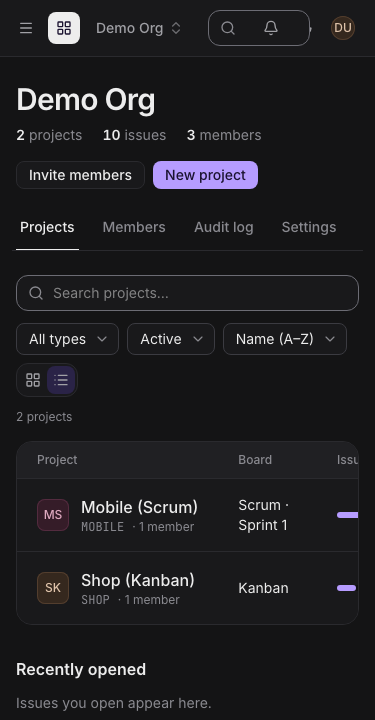 Demo Org
DU
Demo Org
2 projects 10 issues 3 members
Invite members New project
Projects Members Audit log Settings
Search projects...
All types Active Name (A–Z)
2 projects
Project Board Issu
MS Mobile (Scrum) Scrum ·
MOBILE · 1 member Sprint 1
SK Shop (Kanban) Kanban
SHOP · 1 member
Recently opened
Issues you open appear here.